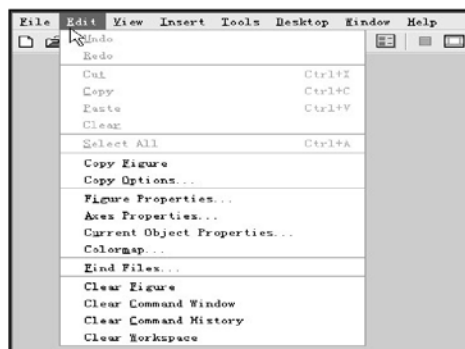 File Edit View Insert Tools Desktop Window Help
Undo
Redo
Cut Ctrl+X
Copy Ctrl+C
Paste Ctrl+V
Clear
Select All Ctrl+A
Copy Figure
Copy Options...
Figure Properties...
Axes Properties...
Current Object Properties...
Colormap...
Find Files...
Clear Figure
Clear Command Window
Clear Command History
Clear Workspace